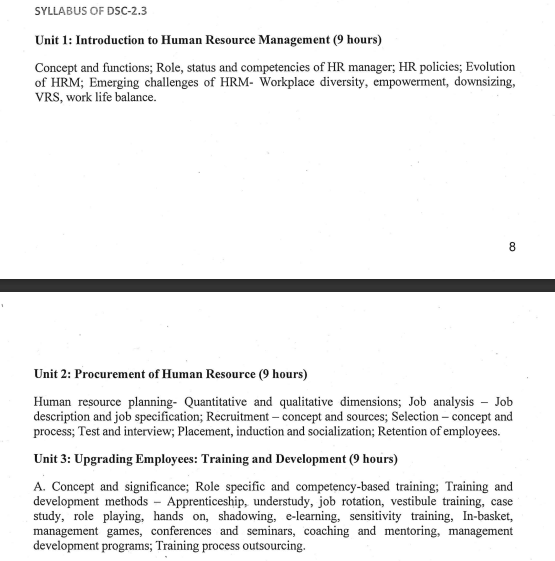 SYLLABUS OF DSC-2.3
Unit 1: Introduction to Human Resource Management (9 hours)
Concept and functions; Role, status and competencies of HR manager; HR policies; Evolution
of HRM; Emerging challenges of HRM- Workplace diversity, empowerment, downsizing,
VRS, work life balance.
8
Unit 2: Procurement of Human Resource (9 hours)
Human resource planning- Quantitative and qualitative dimensions; Job analysis – Job
description and job specification; Recruitment – concept and sources; Selection – concept and
process; Test and interview; Placement, induction and socialization; Retention of employees.
Unit 3: Upgrading Employees: Training and Development (9 hours)
A. Concept and significance; Role specific and competency-based training; Training and
development methods – Apprenticeship, understudy, job rotation, vestibule training, case
study, role playing, hands on, shadowing, e-learning, sensitivity training, In-basket,
management games, conferences and seminars, coaching and mentoring, management
development programs; Training process outsourcing.